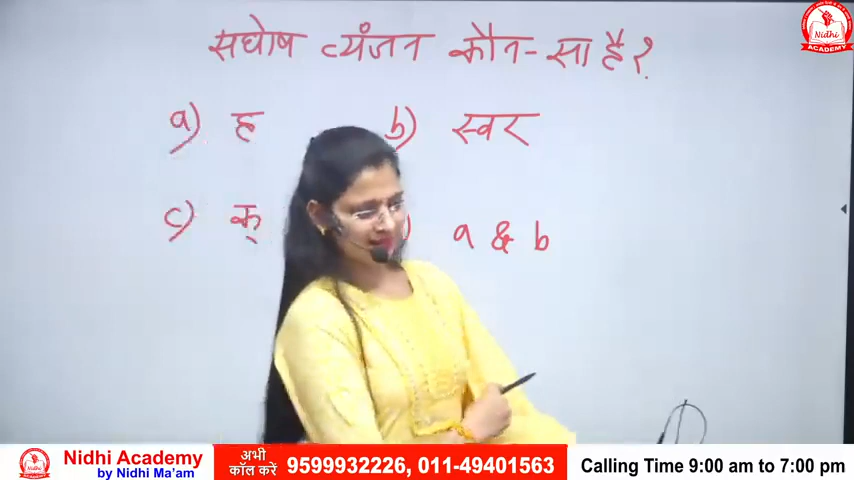 सघोष व्यंजन कौन-सा है?
a) ह b) स्वर
c) क् ) a & b
Nidhi
ACADEMY
Nidhi Academy
by Nidhi Ma'am
अभी
कॉल करें
9599932226, 011-49401563
Calling Time 9:00 am to 7:00 pm